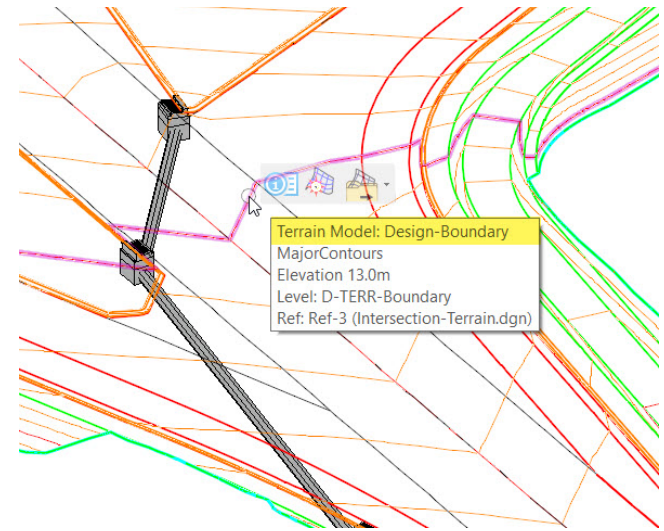 Terrain Model: Design-Boundary
MajorContours
Elevation 13.0m
Level: D-TERR-Boundary
Ref: Ref-3 (Intersection-Terrain.dgn)